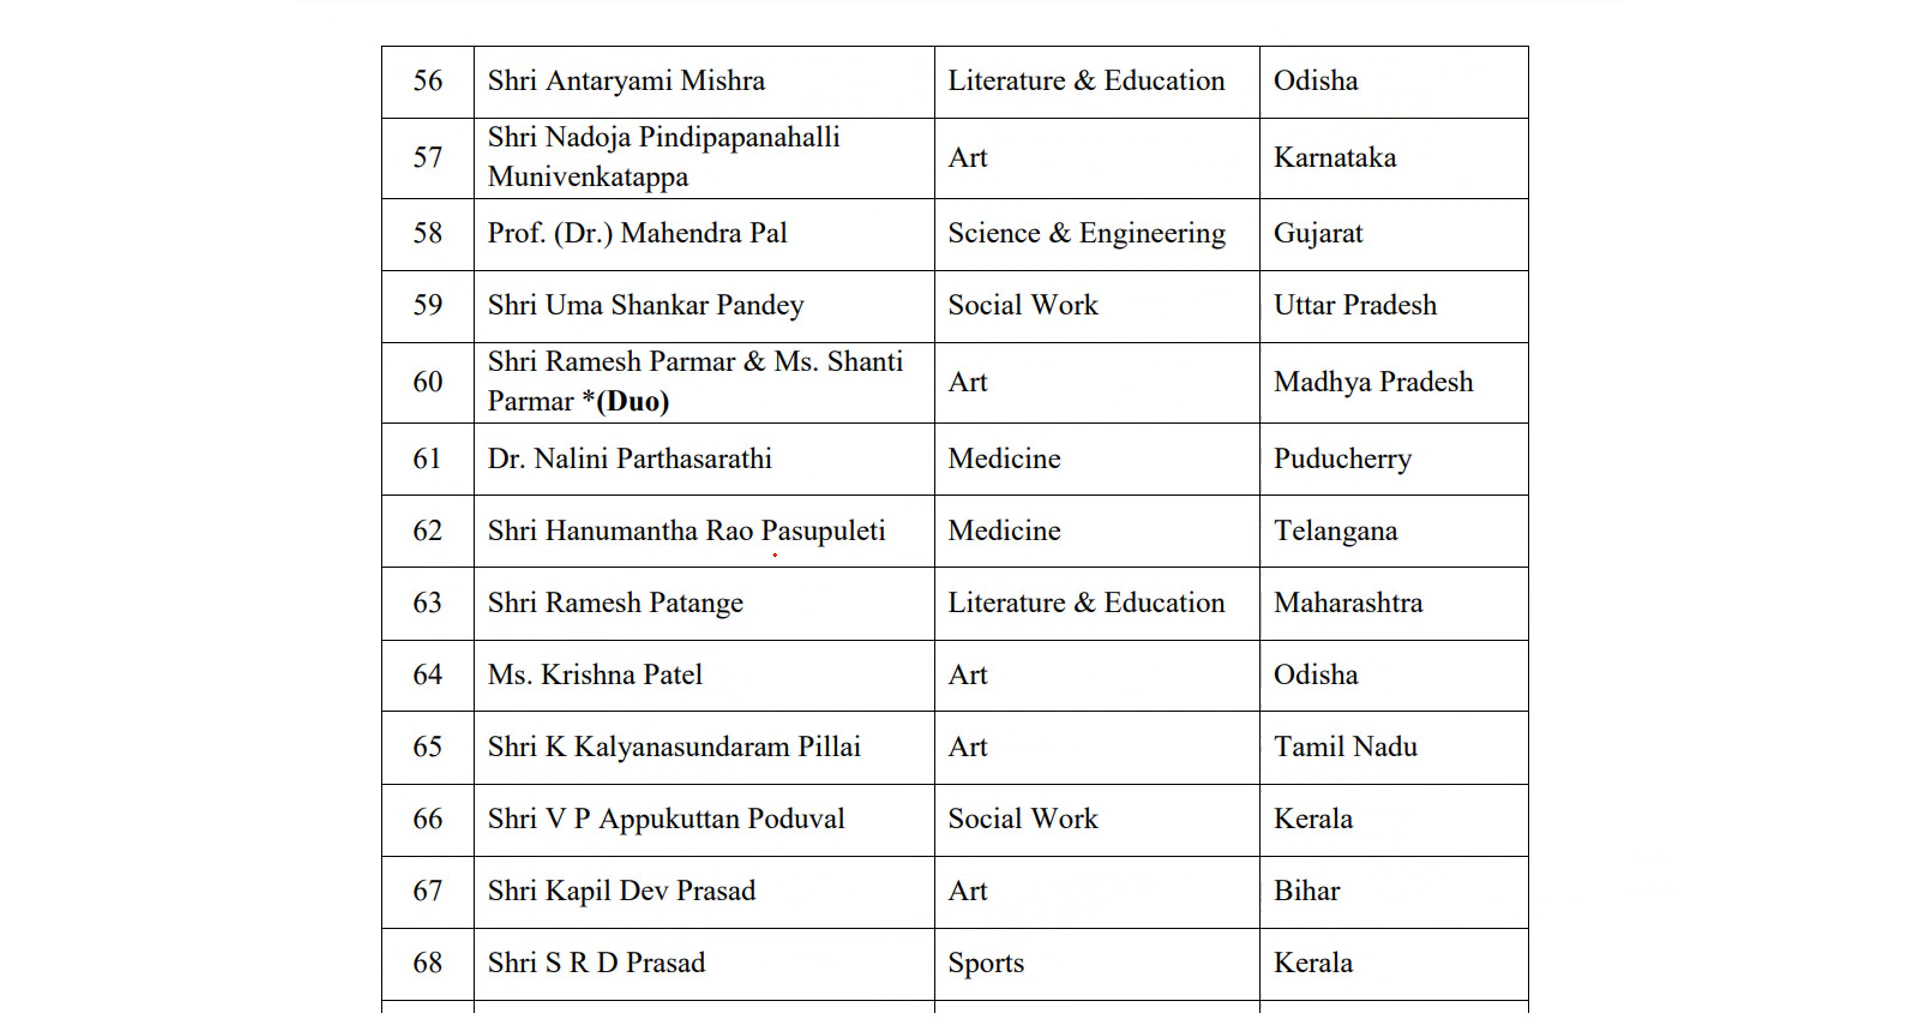 56 Shri Antaryami Mishra Literature & Education Odisha
57 Shri Nadoja Pindipapanahalli Munivenkatappa Art Karnataka
58 Prof. (Dr.) Mahendra Pal Science & Engineering Gujarat
59 Shri Uma Shankar Pandey Social Work Uttar Pradesh
60 Shri Ramesh Parmar & Ms. Shanti Parmar *(Duo) Art Madhya Pradesh
61 Dr. Nalini Parthasarathi Medicine Puducherry
62 Shri Hanumantha Rao Pasupuleti Medicine Telangana
63 Shri Ramesh Patange Literature & Education Maharashtra
64 Ms. Krishna Patel Art Odisha
65 Shri K Kalyanasundaram Pillai Art Tamil Nadu
66 Shri V P Appukuttan Poduval Social Work Kerala
67 Shri Kapil Dev Prasad Art Bihar
68 Shri S R D Prasad Sports Kerala